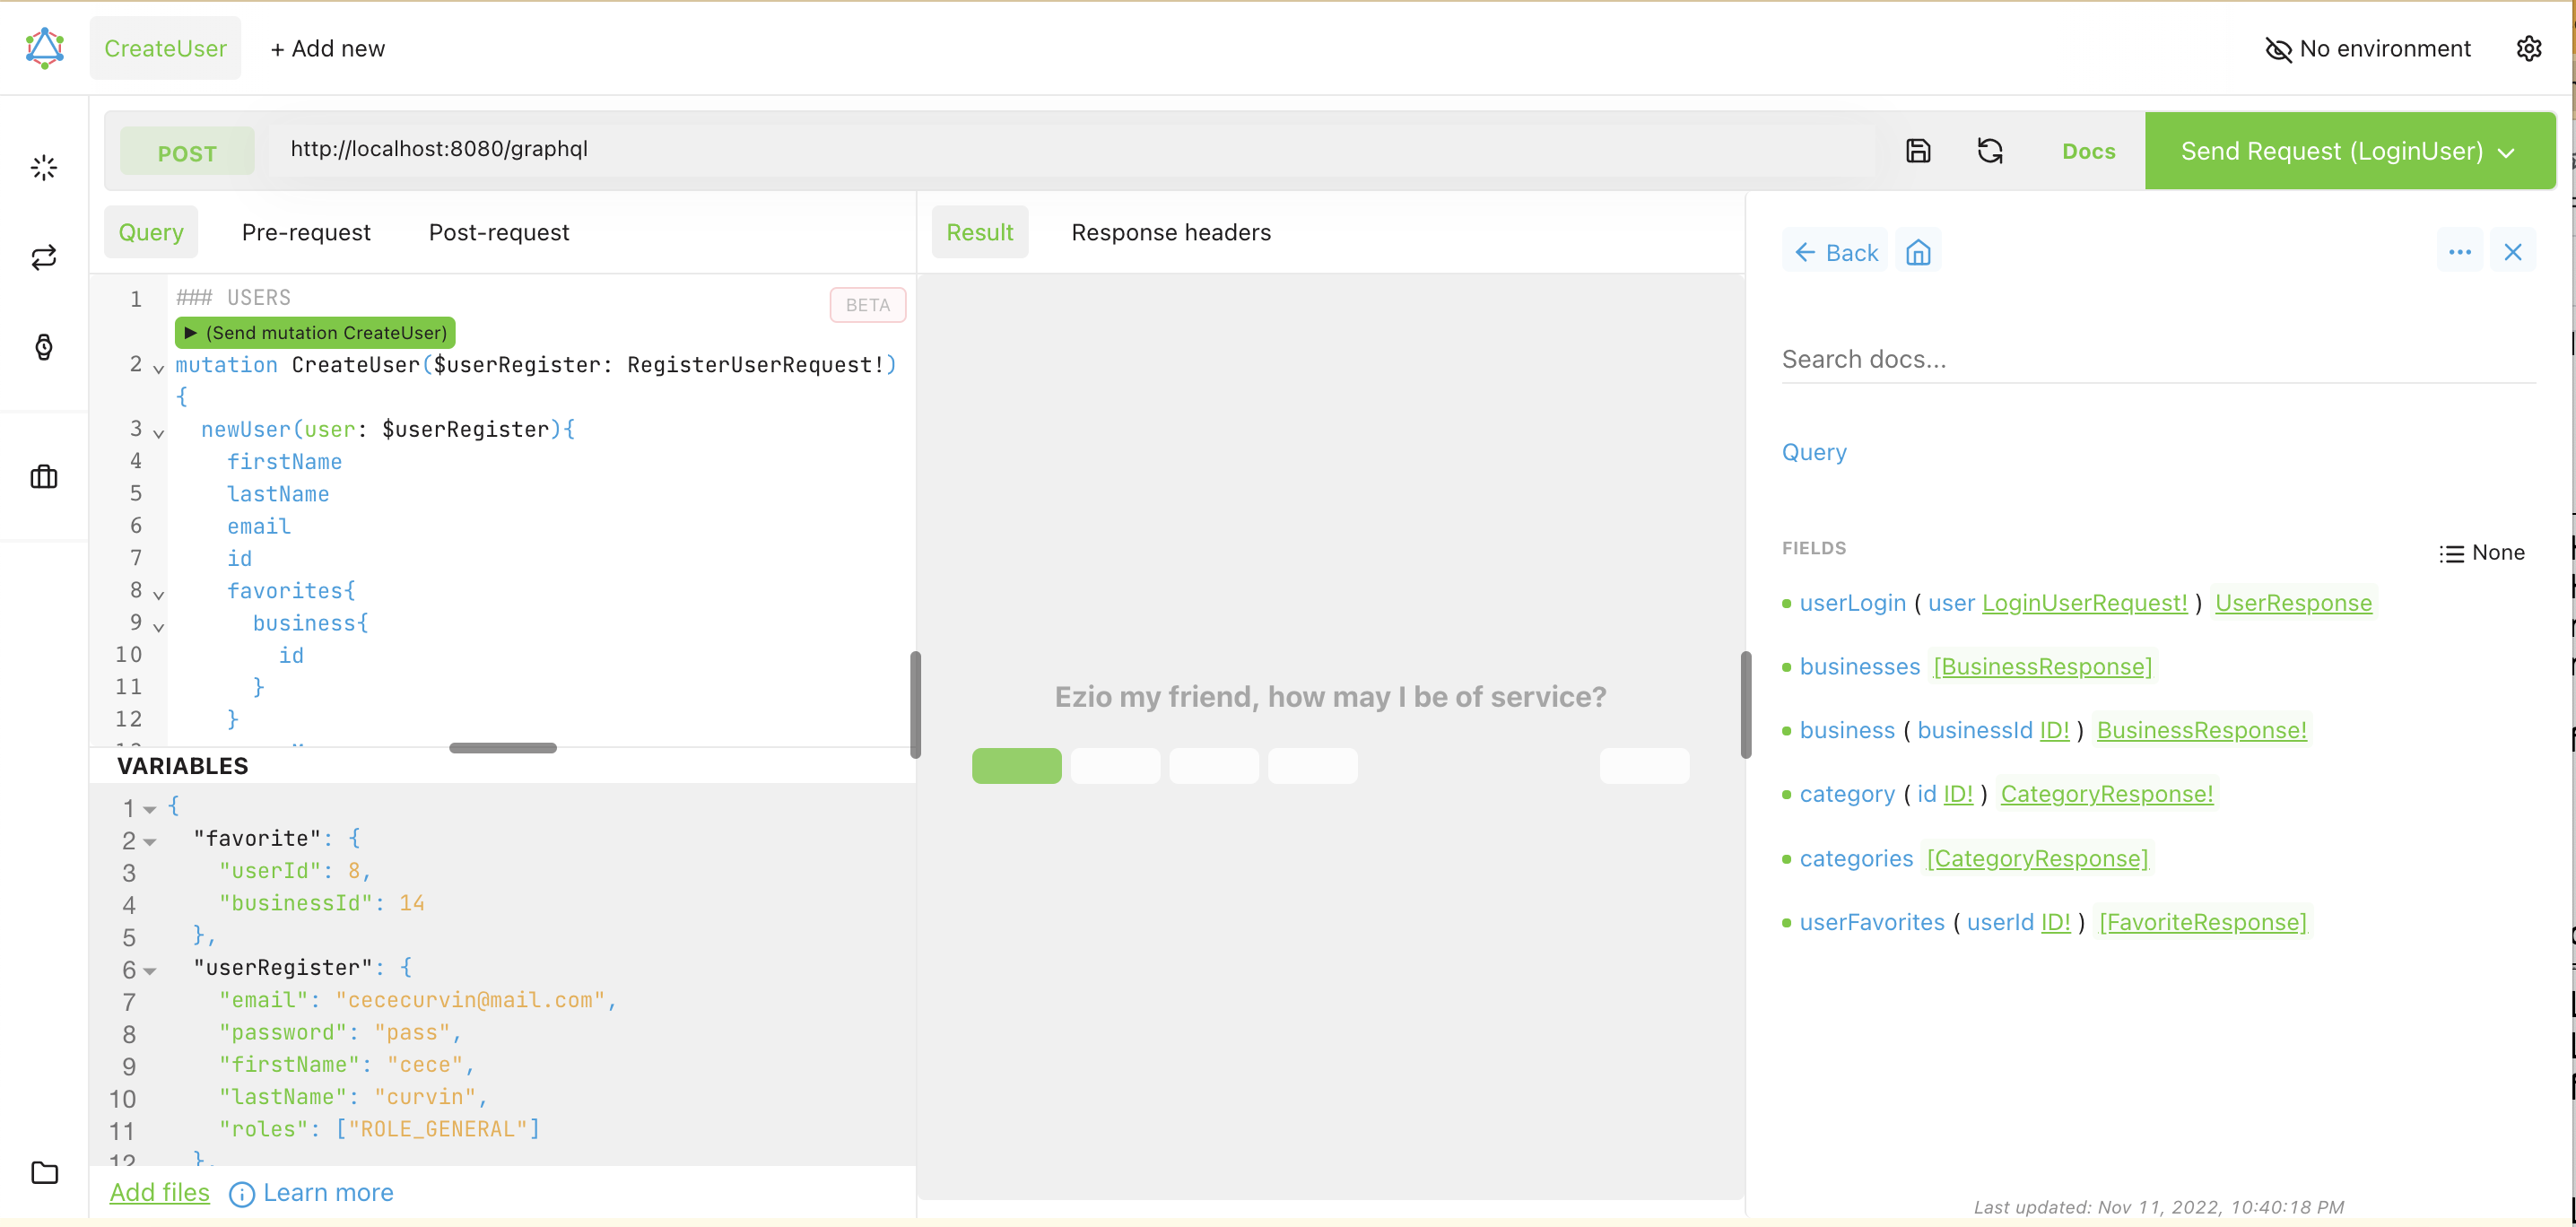 CreateUser
+ Add new
No environment
POST
http://localhost:8080/graphql
Docs
Send Request (LoginUser)
Query
Pre-request
Post-request
BETA
1 ### USERS
(Send mutation CreateUser)
2 mutation CreateUser($userRegister: RegisterUserRequest!)
{
3 newUser(user: $userRegister){
4 firstName
5 lastName
6 email
7 id
8 favorites{
9 business{
10 id
11 }
12 }
VARIABLES
1 {
2 "favorite": {
3 "userId": 8,
4 "businessId": 14
5 },
6 "userRegister": {
7 "email": "cececurvin@mail.com",
8 "password": "pass",
9 "firstName": "cece",
10 "lastName": "curvin",
11 "roles": ["ROLE_GENERAL"]
12 },
Add files
Learn more
Result
Response headers
Ezio my friend, how may I be of service?
Back
Search docs...
Query
FIELDS
None
userLogin ( user LoginUserRequest! ) UserResponse
businesses [BusinessResponse]
business ( businessId ID! ) BusinessResponse!
category ( id ID! ) CategoryResponse!
categories [CategoryResponse]
userFavorites ( userId ID! ) [FavoriteResponse]
Last updated: Nov 11, 2022, 10:40:18 PM